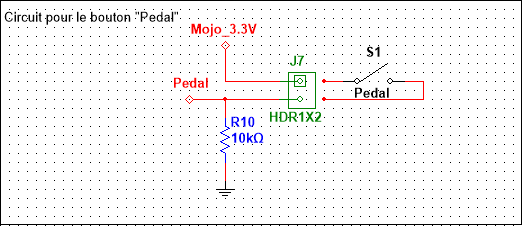 Circuit pour le bouton "Pedal"
Mojo_3.3V
J7
S1
Pedal
Pedal
HDR1X2
R10
10kΩ